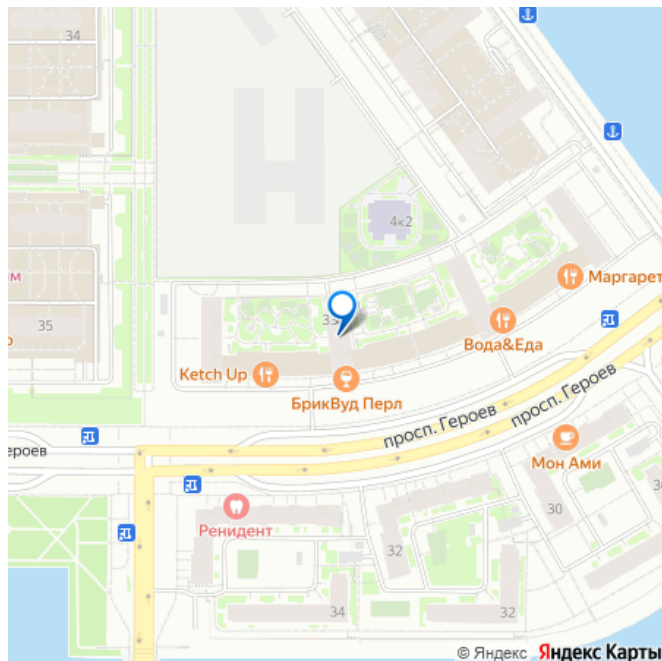 34
4к2
Маргарет
35
Вода&Еда
Ketch Up
БрикВуд Перл
просп. Героев
просп. Героев
ероев
Мон Ами
Ренидент
30
32
34
32
© Яндекс Яндекс Карты